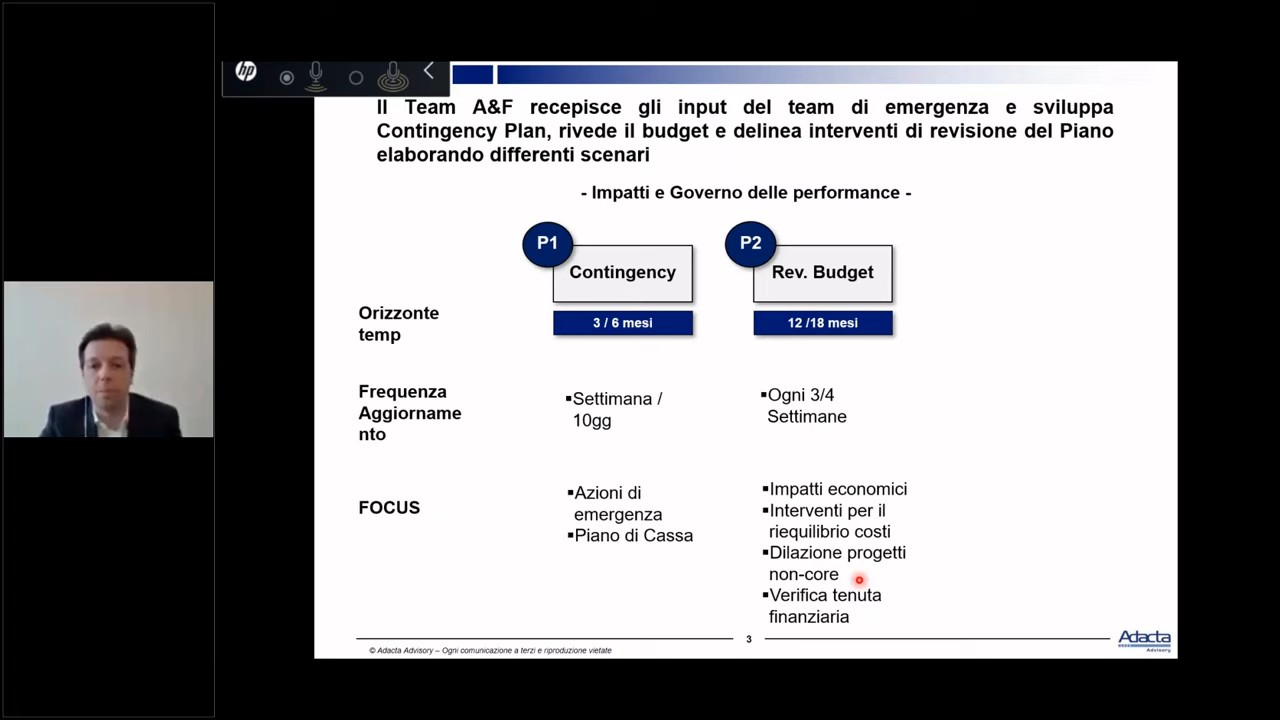 hp
Il Team A&F recepisce gli input del team di emergenza e sviluppa
Contingency Plan, rivede il budget e delinea interventi di revisione del Piano
elaborando differenti scenari
- Impatti e Governo delle performance -
P1
Contingency
P2
Rev. Budget
Orizzonte
temp
3 / 6 mesi
12 /18 mesi
Frequenza
Aggiorname
nto
▪Settimana /
10gg
▪Ogni 3/4
Settimane
FOCUS
▪Azioni di
emergenza
▪Piano di Cassa
▪Impatti economici
▪Interventi per il
riequilibrio costi
▪Dilazione progetti
non-core
▪Verifica tenuta
finanziaria
3
© Adacta Advisory – Ogni comunicazione a terzi e riproduzione vietate
Adacta
Advisory